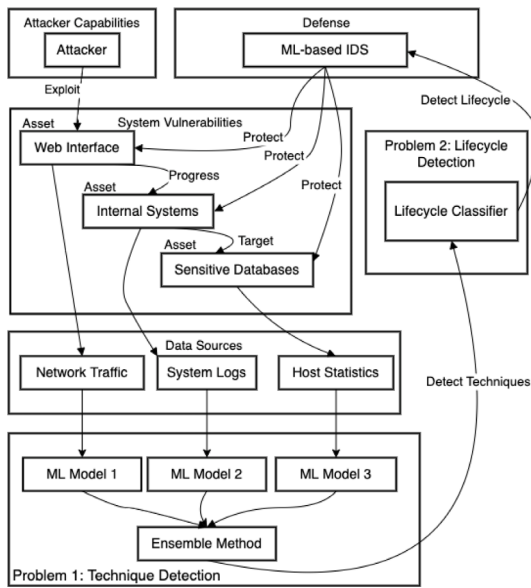 Attacker Capabilities
Attacker
Defense
ML-based IDS
Exploit
Detect Lifecycle
Asset
System Vulnerabilities
Web Interface
Protect
Protect
Protect
Progress
Asset
Internal Systems
Target
Asset
Sensitive Databases
Problem 2: Lifecycle
Detection
Lifecycle Classifier
Data Sources
Network Traffic
System Logs
Host Statistics
Detect Techniques
ML Model 1
ML Model 2
ML Model 3
Ensemble Method
Problem 1: Technique Detection